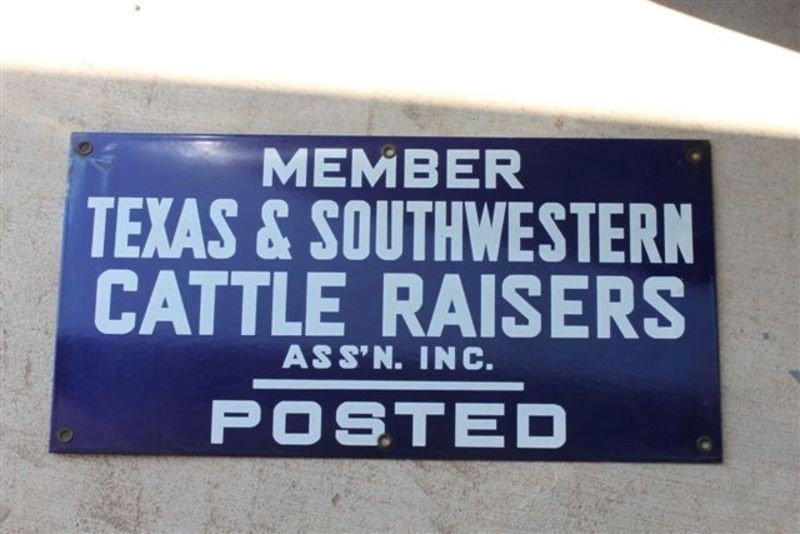 MEMBER
TEXAS & SOUTHWESTERN
CATTLE RAISERS
ASS'N. INC.
POSTED